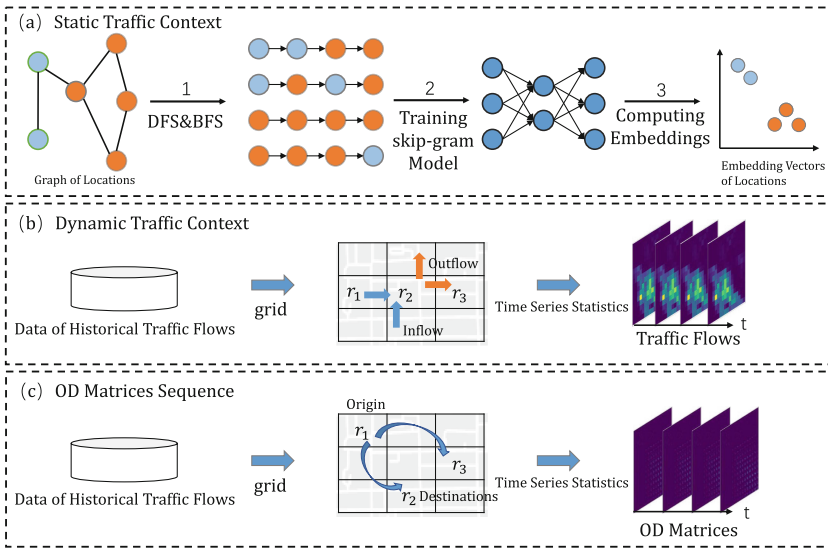 (a) Static Traffic Context
1
DFS&BFS
2
Training
skip-gram
Model
3
Computing
Embeddings
Graph of Locations
Embedding Vectors
of Locations
(b) Dynamic Traffic Context
Data of Historical Traffic Flows
grid
Outflow
r1 r2 r3
Inflow
Time Series Statistics
t
Traffic Flows
(c) OD Matrices Sequence
Data of Historical Traffic Flows
grid
Origin
r1
r3
r2 Destinations
Time Series Statistics
t
OD Matrices